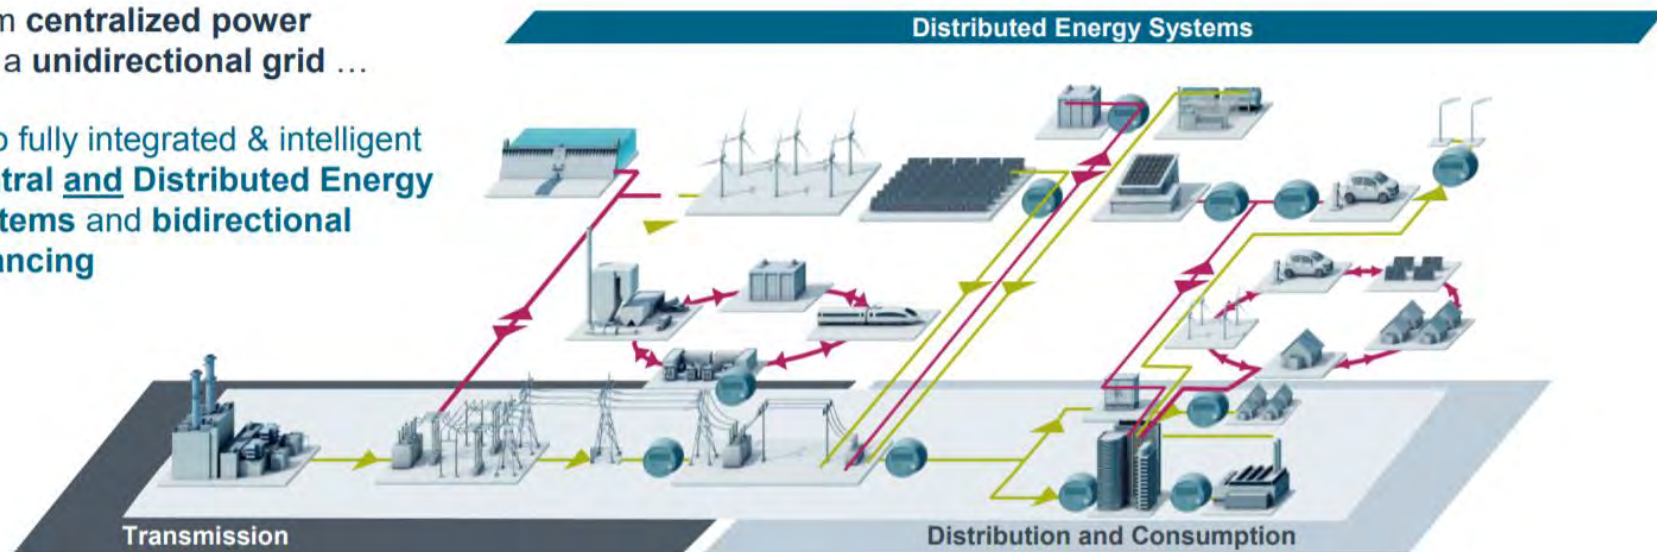 m centralized power
a unidirectional grid …
o fully integrated & intelligent
tral and Distributed Energy
tems and bidirectional
ancing
Distributed Energy Systems
Transmission
Distribution and Consumption